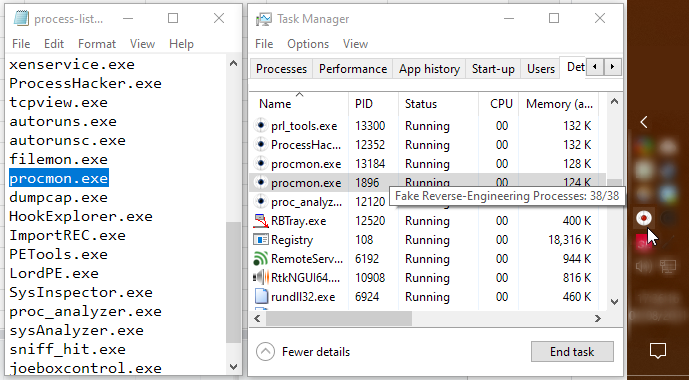 process-list...
File Edit Format View Help
xenservice.exe
ProcessHacker.exe
tcpview.exe
autoruns.exe
autorunsc.exe
filemon.exe
procmon.exe
dumpcap.exe
HookExplorer.exe
ImportREC.exe
PETools.exe
LordPE.exe
SysInspector.exe
proc_analyzer.exe
sysAnalyzer.exe
sniff_hit.exe
joeboxcontrol.exe
Task Manager
File Options View
Processes Performance App history Start-up Users Det
Name PID Status CPU Memory (a...
prl_tools.exe 13300 Running 00 132 K
ProcessHac... 12352 Running 00 132 K
procmon.exe 13184 Running 00 128 K
procmon.exe 1896 Running 00 124 K
Fake Reverse-Engineering Processes: 38/38
proc_analyz... 12120
RBTray.exe 12520 Running 00 400 K
Registry 108 Running 00 18,316 K
RemoteServ... 6192 Running 00 944 K
RtkNGUI64.... 10908 Running 00 816 K
rundll32.exe 6924 Running 00 460 K
Fewer details
End task